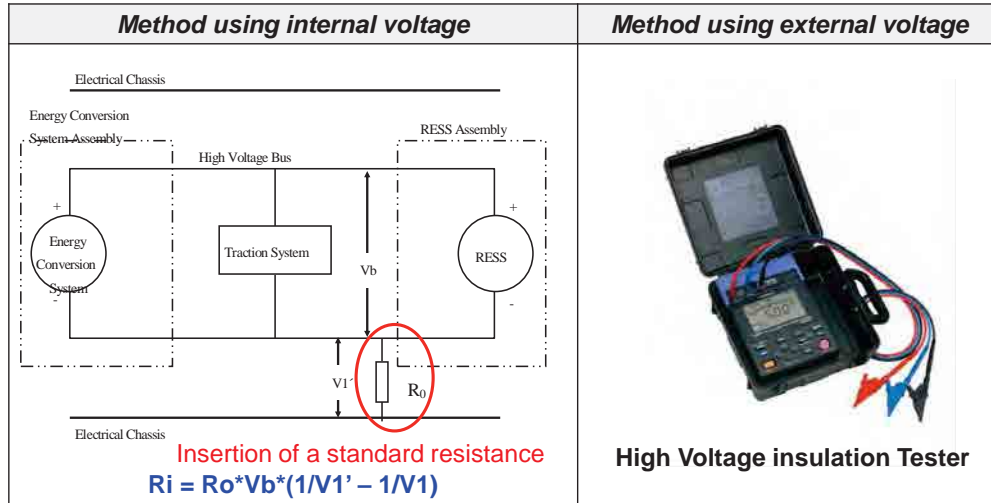 Method using internal voltage
Method using external voltage
Electrical Chassis
Energy Conversion
System Assembly
RESS Assembly
High Voltage Bus
+
+
Energy
Conversion
System
-
Traction System
Vb
RESS
-
V1´
R0
Electrical Chassis
Insertion of a standard resistance
Ri = Ro*Vb*(1/V1' – 1/V1)
High Voltage insulation Tester